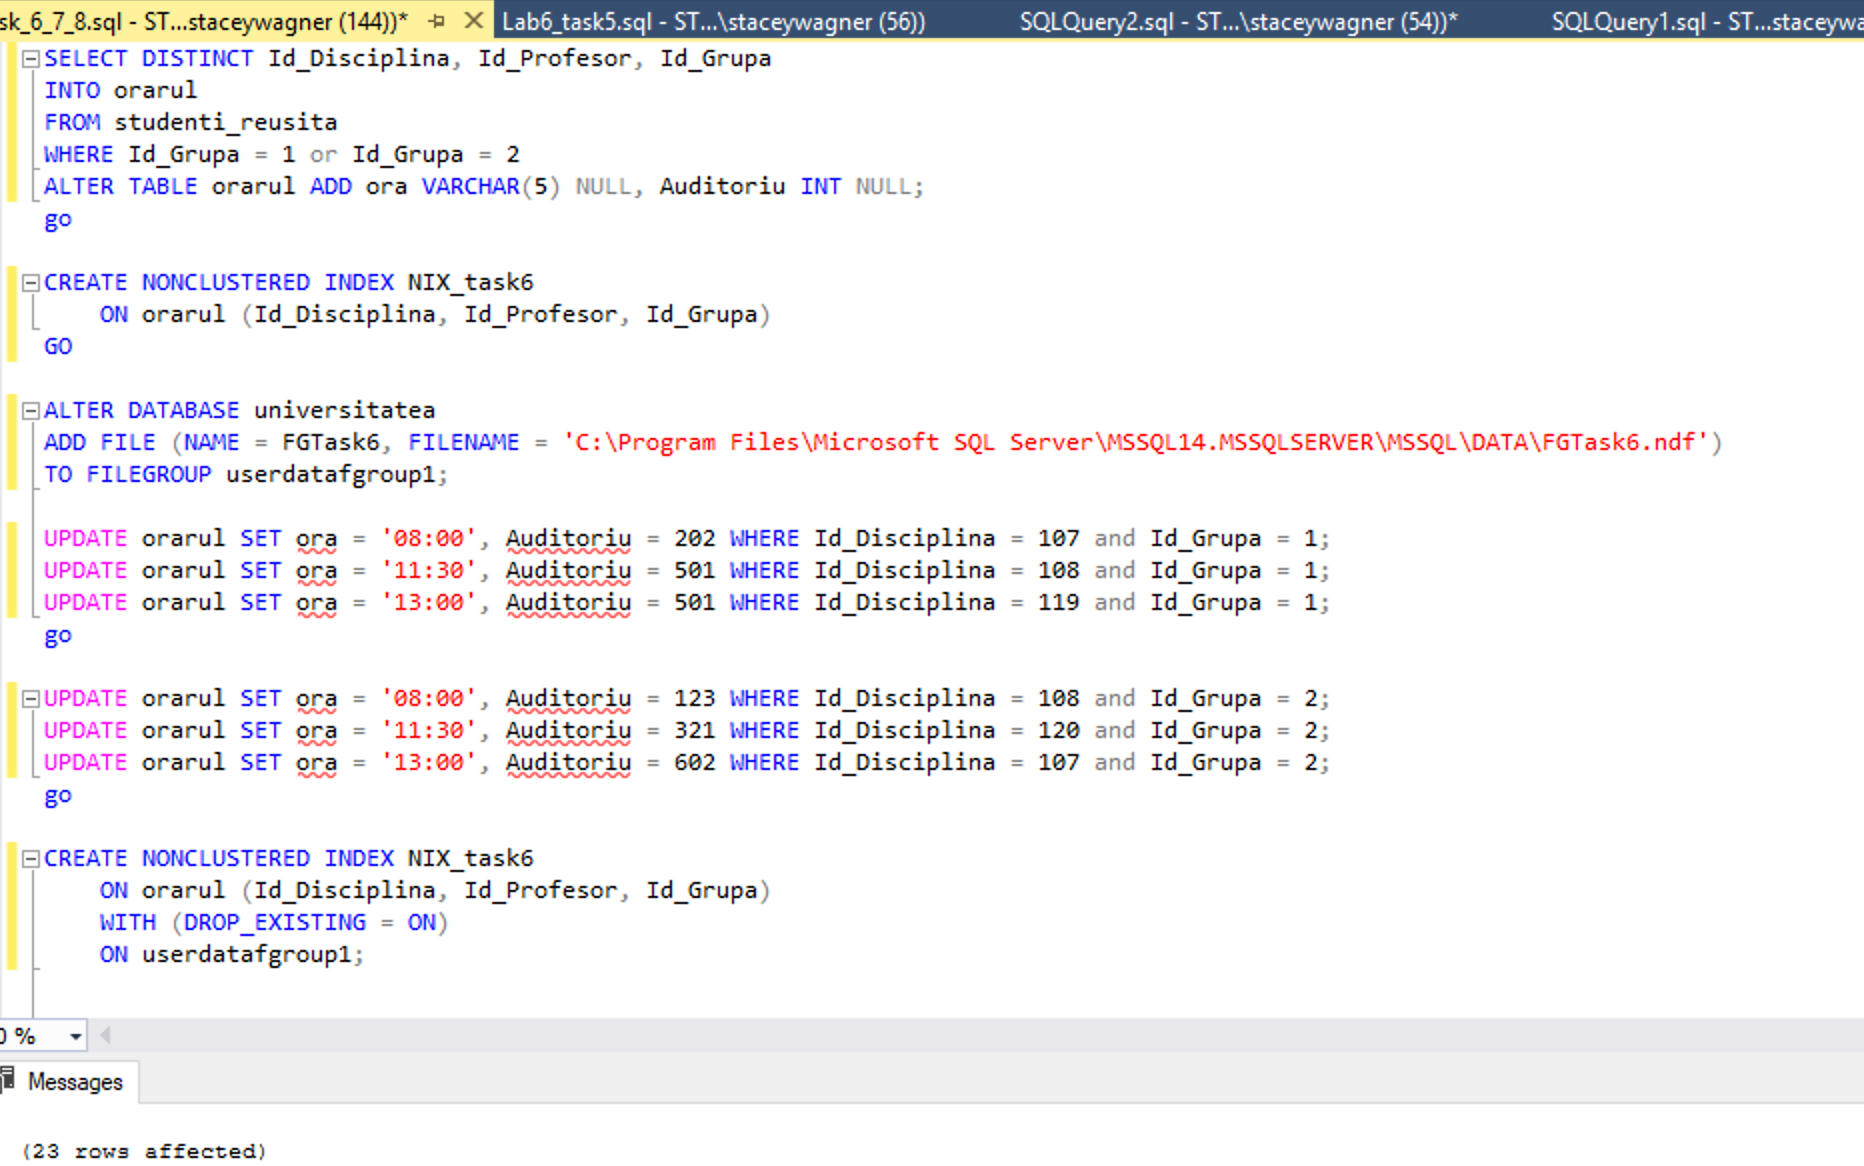 sk_6_7_8.sql - ST...staceywagner (144))* Lab6_task5.sql - ST...\staceywagner (56)) SQLQuery2.sql - ST...\staceywagner (54))* SQLQuery1.sql - ST...staceywa
SELECT DISTINCT Id_Disciplina, Id_Profesor, Id_Grupa
INTO orarul
FROM studenti_reusita
WHERE Id_Grupa = 1 or Id_Grupa = 2
ALTER TABLE orarul ADD ora VARCHAR(5) NULL, Auditoriu INT NULL;
go
CREATE NONCLUSTERED INDEX NIX_task6
ON orarul (Id_Disciplina, Id_Profesor, Id_Grupa)
GO
ALTER DATABASE universitatea
ADD FILE (NAME = FGTask6, FILENAME = 'C:\Program Files\Microsoft SQL Server\MSSQL14.MSSQLSERVER\MSSQL\DATA\FGTask6.ndf')
TO FILEGROUP userdatafgroup1;
UPDATE orarul SET ora = '08:00', Auditoriu = 202 WHERE Id_Disciplina = 107 and Id_Grupa = 1;
UPDATE orarul SET ora = '11:30', Auditoriu = 501 WHERE Id_Disciplina = 108 and Id_Grupa = 1;
UPDATE orarul SET ora = '13:00', Auditoriu = 501 WHERE Id_Disciplina = 119 and Id_Grupa = 1;
go
UPDATE orarul SET ora = '08:00', Auditoriu = 123 WHERE Id_Disciplina = 108 and Id_Grupa = 2;
UPDATE orarul SET ora = '11:30', Auditoriu = 321 WHERE Id_Disciplina = 120 and Id_Grupa = 2;
UPDATE orarul SET ora = '13:00', Auditoriu = 602 WHERE Id_Disciplina = 107 and Id_Grupa = 2;
go
CREATE NONCLUSTERED INDEX NIX_task6
ON orarul (Id_Disciplina, Id_Profesor, Id_Grupa)
WITH (DROP_EXISTING = ON)
ON userdatafgroup1;
0 %
Messages
(23 rows affected)